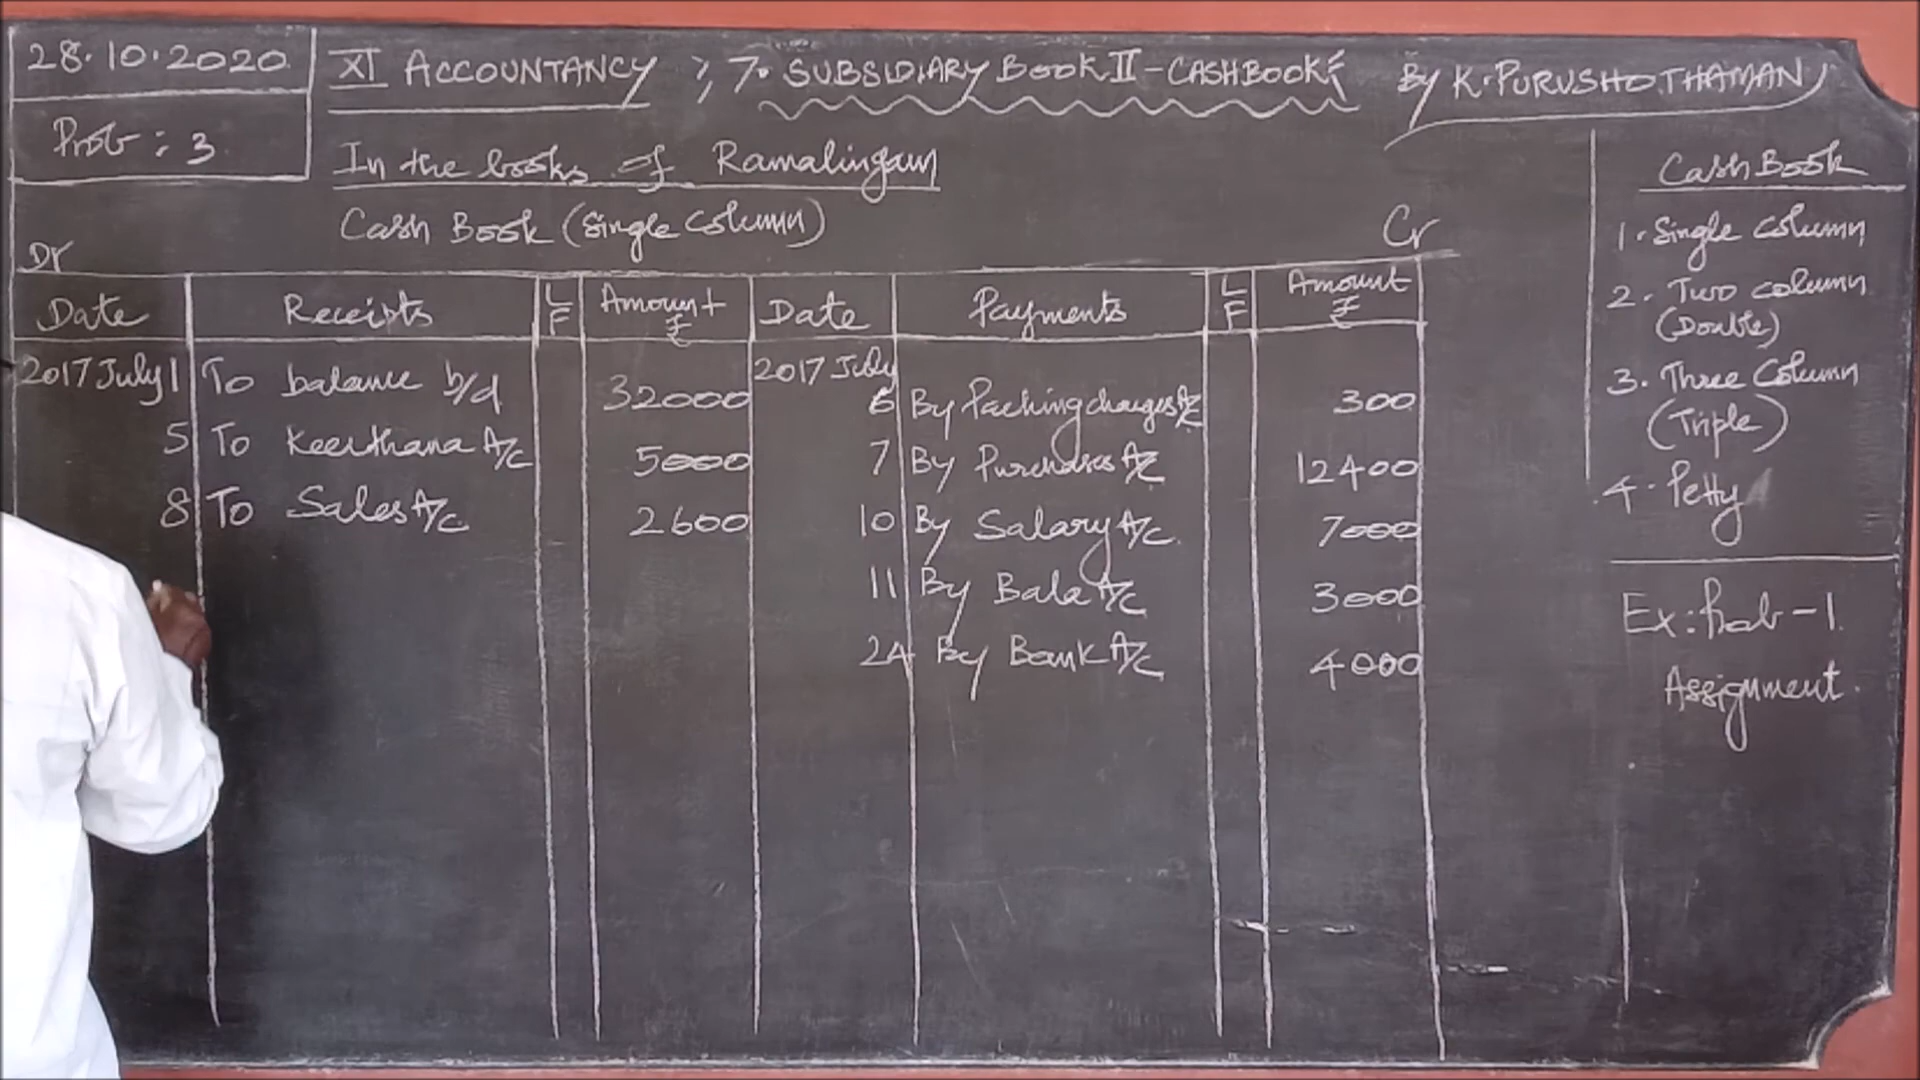 28.10.2020
XI ACCOUNTANCY ; 7. SUBSIDIARY BOOK II - CASHBOOK By K. PURUSHOTHAMAN
Prob : 3
In the books of Ramalingam
Cash Book (Single Column)
Dr Cr
Date Receipts LF Amount ₹ Date Payments LF Amount ₹
2017 July 1 To balance b/d 32000 2017 July
6 By Packing charges A/c 300
5 To Keerthana A/c 5000 7 By Purchases A/c 12400
8 To Sales A/c 2600 10 By Salary A/c 7000
11 By Bala A/c 3000
24 By Bank A/c 4000
Cash Book
1. Single Column
2. Two column
(Double)
3. Three Column
(Triple)
4. Petty
Ex: Prob - 1
Assignment.